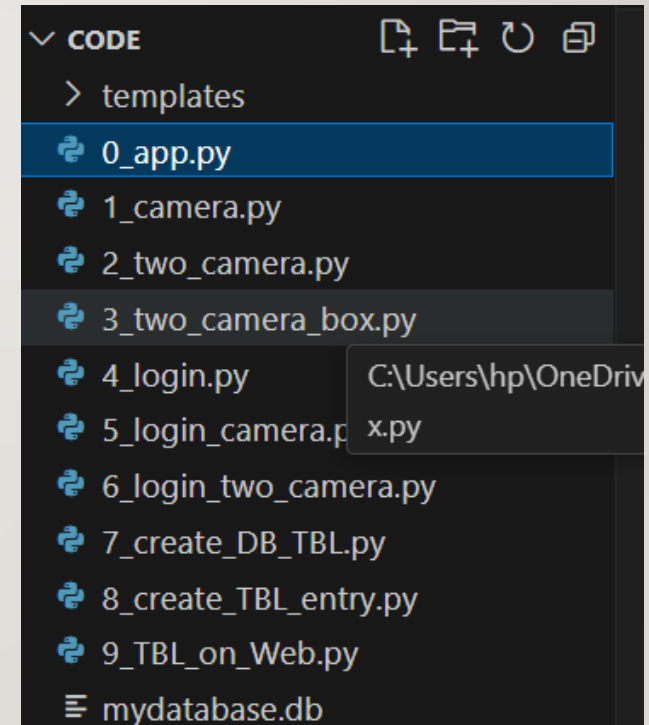 CODE
templates
0_app.py
1_camera.py
2_two_camera.py
3_two_camera_box.py
4_login.py
C:\Users\hp\OneDriv
5_login_camera.p
x.py
6_login_two_camera.py
7_create_DB_TBL.py
8_create_TBL_entry.py
9_TBL_on_Web.py
mydatabase.db